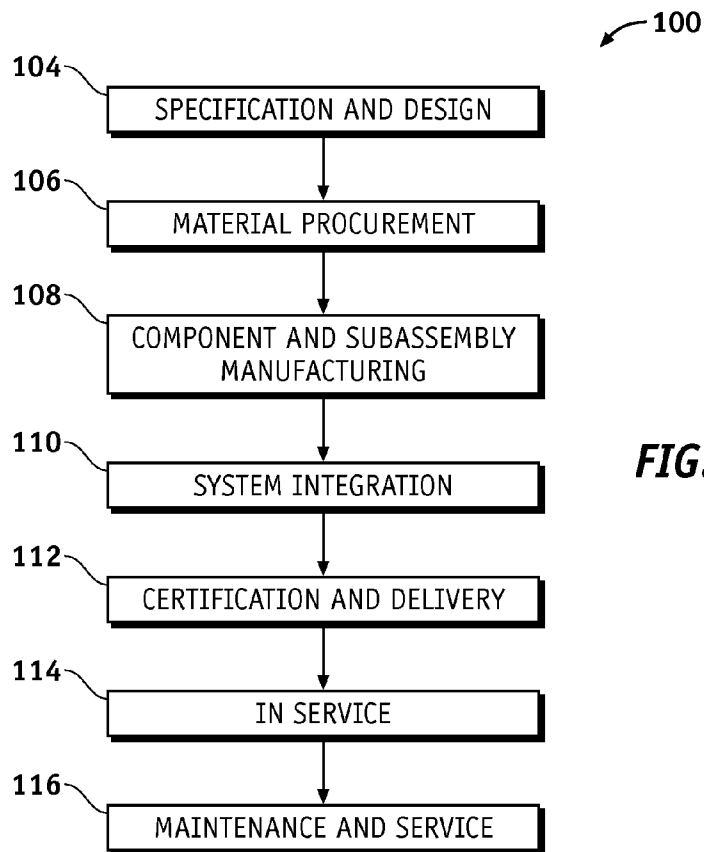 100
104
SPECIFICATION AND DESIGN
106
MATERIAL PROCUREMENT
108
COMPONENT AND SUBASSEMBLY
MANUFACTURING
110
SYSTEM INTEGRATION
FIG.
112
CERTIFICATION AND DELIVERY
114
IN SERVICE
116
MAINTENANCE AND SERVICE